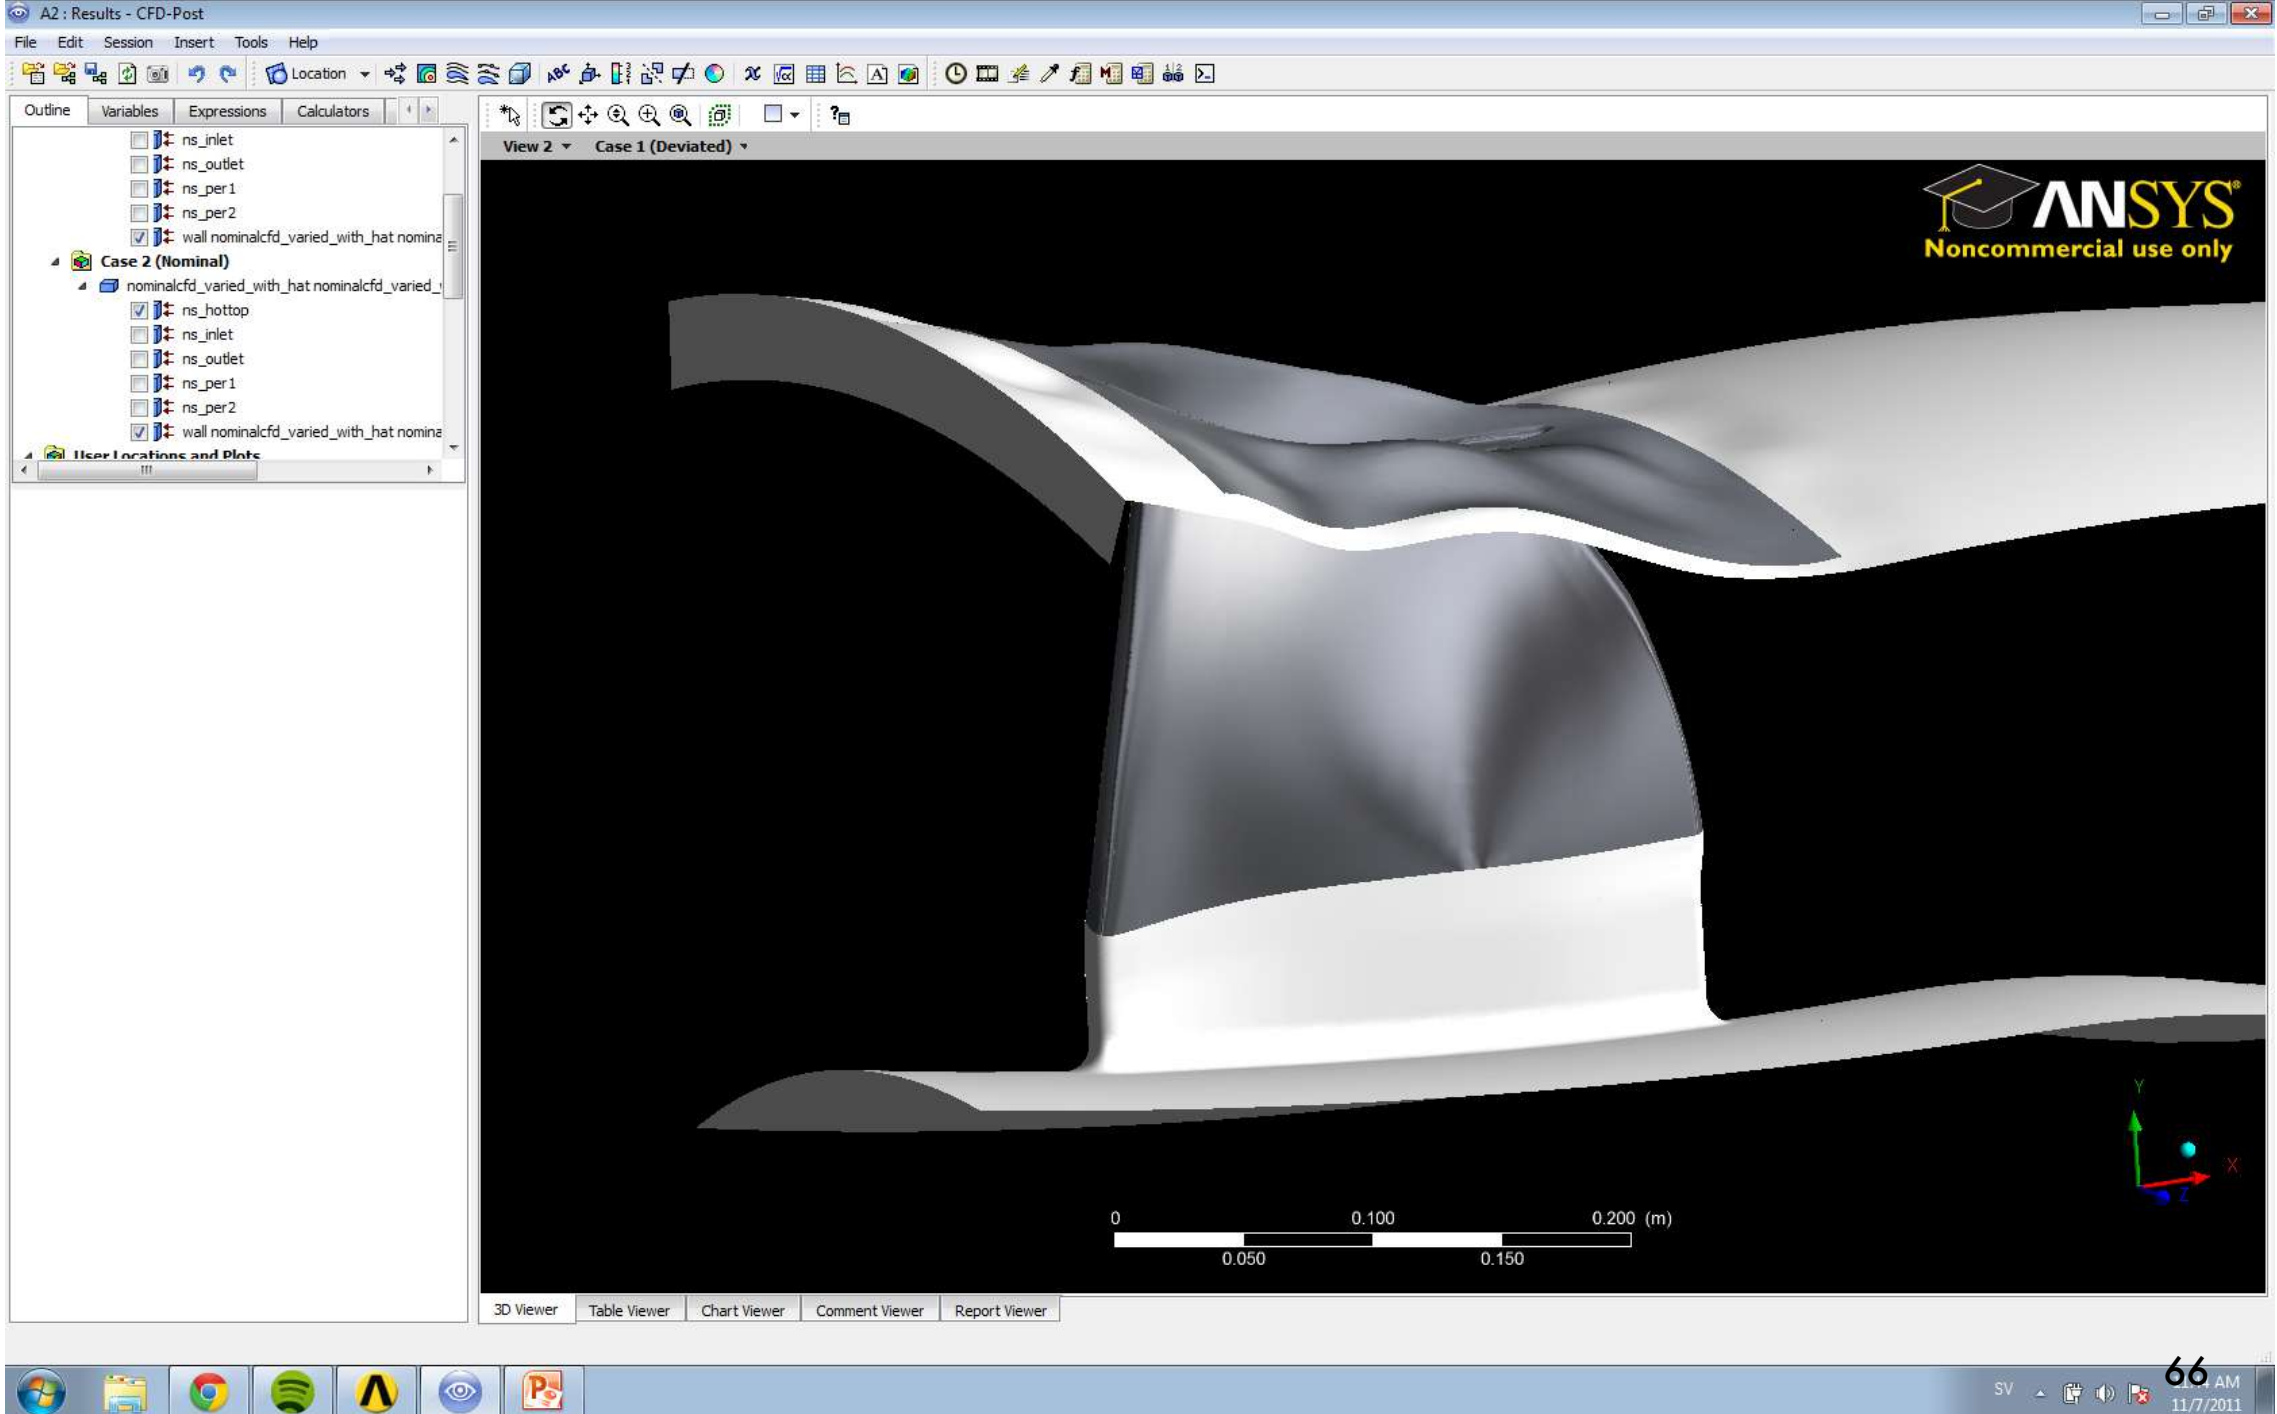 A2 : Results - CFD-Post
File Edit Session Insert Tools Help
Location
Outline Variables Expressions Calculators
View 2 Case 1 (Deviated)
ns_inlet
ns_outlet
ns_per1
ns_per2
wall nominalcfd_varied_with_hat nomina
Case 2 (Nominal)
nominalcfd_varied_with_hat nominalcfd_varied_
ns_hottop
ns_inlet
ns_outlet
ns_per1
ns_per2
wall nominalcfd_varied_with_hat nomina
User Locations and Plots
ANSYS®
Noncommercial use only
Y
X
Z
0 0.100 0.200 (m)
0.050 0.150
3D Viewer Table Viewer Chart Viewer Comment Viewer Report Viewer
66
SV
AM
11/7/2011